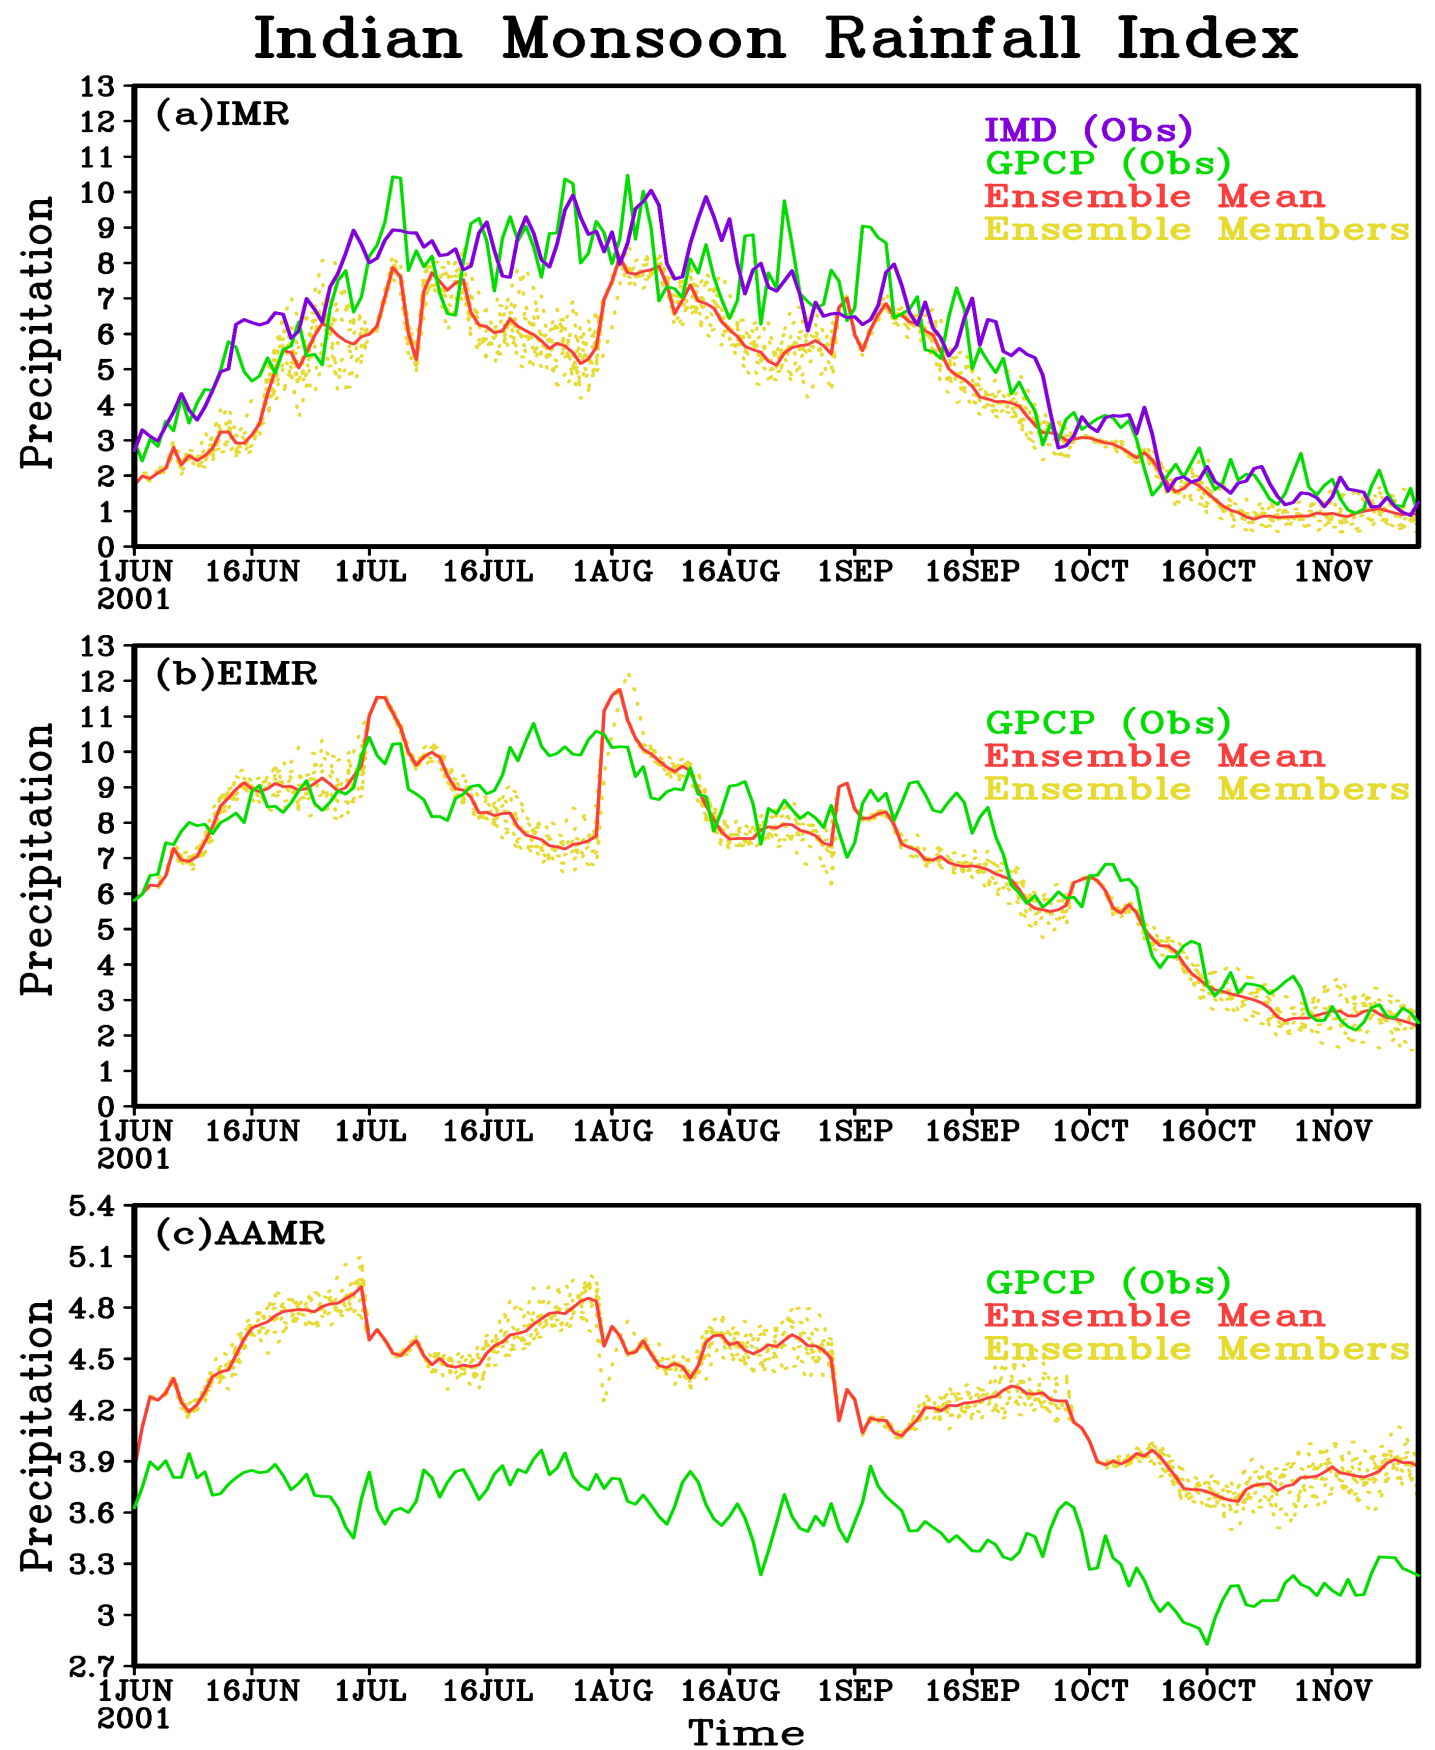 Indian Monsoon Rainfall Index
(a)IMR
IMD (Obs)
GPCP (Obs)
Ensemble Mean
Ensemble Members
Precipitation
13
12
11
10
9
8
7
6
5
4
3
2
1
0
1JUN 16JUN 1JUL 16JUL 1AUG 16AUG 1SEP 16SEP 1OCT 16OCT 1NOV
2001
(b)EIMR
GPCP (Obs)
Ensemble Mean
Ensemble Members
Precipitation
13
12
11
10
9
8
7
6
5
4
3
2
1
0
1JUN 16JUN 1JUL 16JUL 1AUG 16AUG 1SEP 16SEP 1OCT 16OCT 1NOV
2001
(c)AAMR
GPCP (Obs)
Ensemble Mean
Ensemble Members
Precipitation
5.4
5.1
4.8
4.5
4.2
3.9
3.6
3.3
3
2.7
1JUN 16JUN 1JUL 16JUL 1AUG 16AUG 1SEP 16SEP 1OCT 16OCT 1NOV
2001
Time